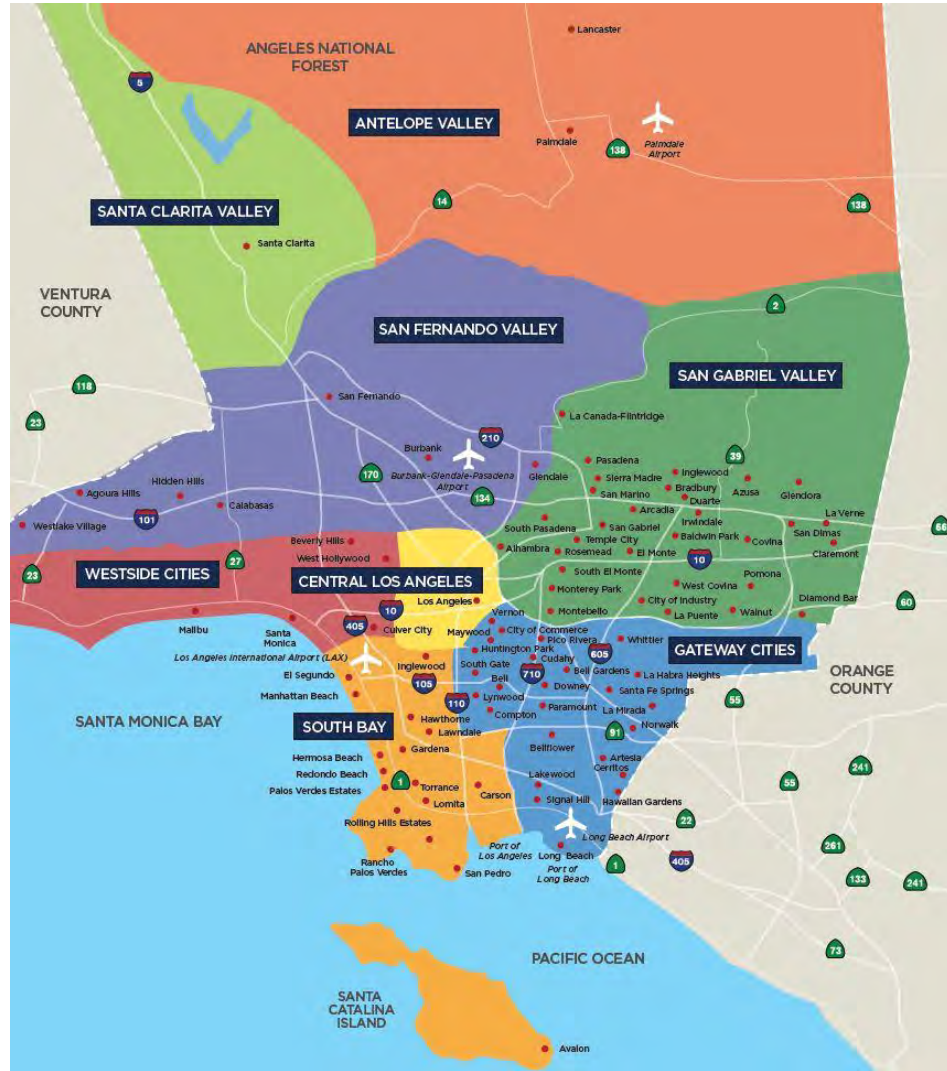 Lancaster
ANGELES NATIONAL
FOREST
5
ANTELOPE VALLEY
Palmdale
138
Palmdale
Airport
14
138
SANTA CLARITA VALLEY
Santa Clarita
VENTURA
COUNTY
2
SAN FERNANDO VALLEY
SAN GABRIEL VALLEY
118
23
San Fernando
La Canada-Flintridge
210
Burbank
170
Burbank-Glendale-Pasadena
Airport
134
39
Glendale
Pasadena
Sierra Madre
San Marino
Inglewood
Bradbury
Duarte
Azusa
Glendora
Hidden Hills
Agoura Hills
Calabasas
101
Westlake Village
Arcadia
Irwindale
South Pasadena
San Gabriel
Temple City
Baldwin Park
Covina
La Verne
San Dimas
Claremont
66
Beverly Hills
West Hollywood
Alhambra
Rosemead
El Monte
10
WESTSIDE CITIES
27
23
CENTRAL LOS ANGELES
South El Monte
Monterey Park
West Covina
Pomona
City of Industry
Diamond Bar
60
Los Angeles
10
Vernon
Montebello
La Puente
Walnut
Malibu
Santa
Monica
405
Culver City
Maywood
City of Commerce
Pico Rivera
Whittier
Los Angeles International Airport (LAX)
Huntington Park
Cudahy
605
GATEWAY CITIES
Inglewood
South Gate
Bell
710
Bell Gardens
La Habra Heights
ORANGE
COUNTY
El Segundo
105
Manhattan Beach
110
Lynwood
Downey
Santa Fe Springs
55
Compton
Paramount
La Mirada
SANTA MONICA BAY
SOUTH BAY
Hawthorne
Lawndale
91
Norwalk
Gardena
Bellflower
Artesia
Cerritos
Hermosa Beach
Redondo Beach
Palos Verdes Estates
1
Torrance
Lomita
Carson
Lakewood
Signal Hill
Hawaiian Gardens
55
241
Rolling Hills Estates
22
Long Beach Airport
Port of
Los Angeles
Long Beach
Port of
Long Beach
1
405
261
Rancho
Palos Verdes
San Pedro
133
241
73
PACIFIC OCEAN
SANTA
CATALINA
ISLAND
Avalon